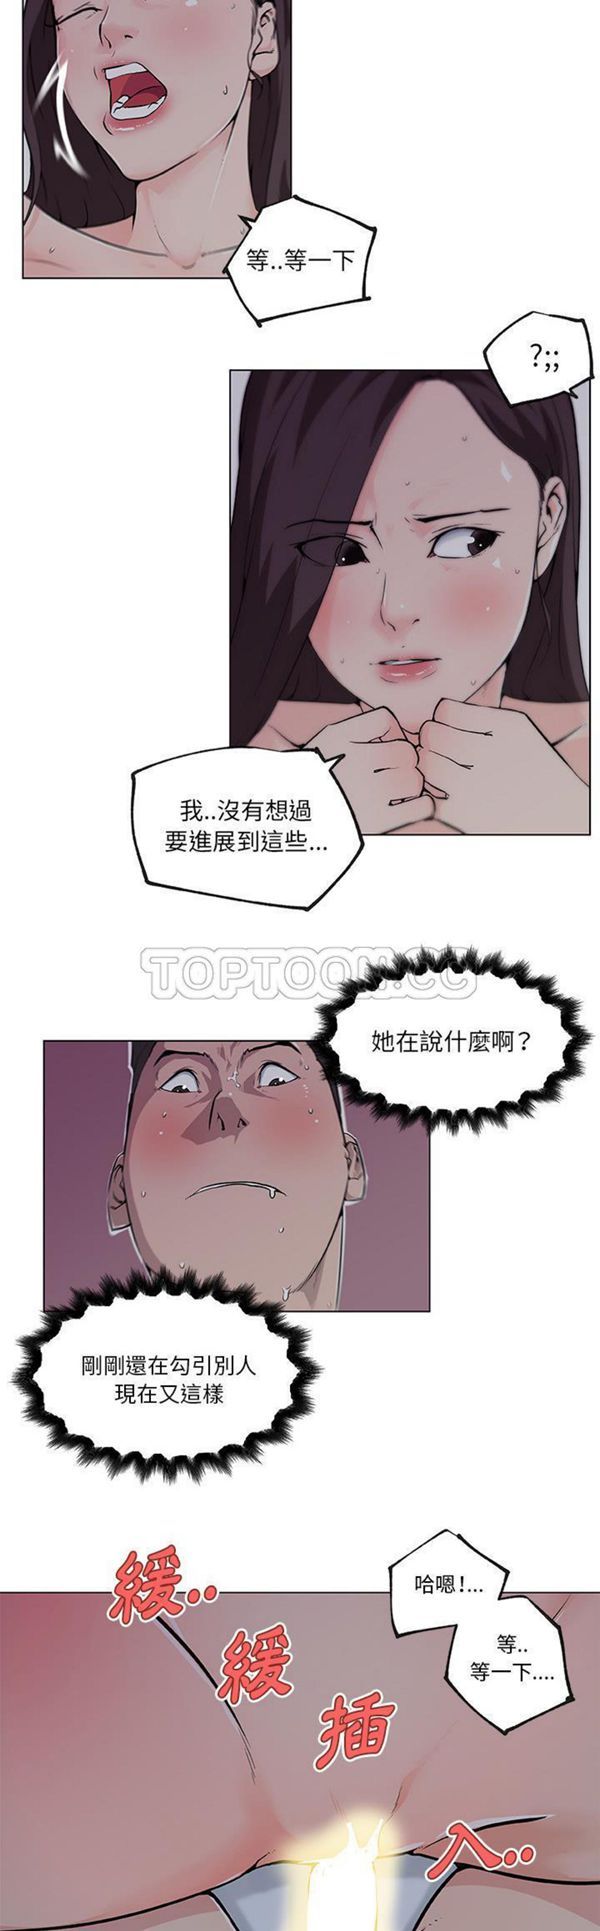 等..等一下
?;;
我..沒有想過
要進展到這些...
TOPTOON.CC
她在說什麼啊？
剛剛還在勾引別人
現在又這樣
緩..
緩
插
入..
哈嗯！...
等..
等一下....